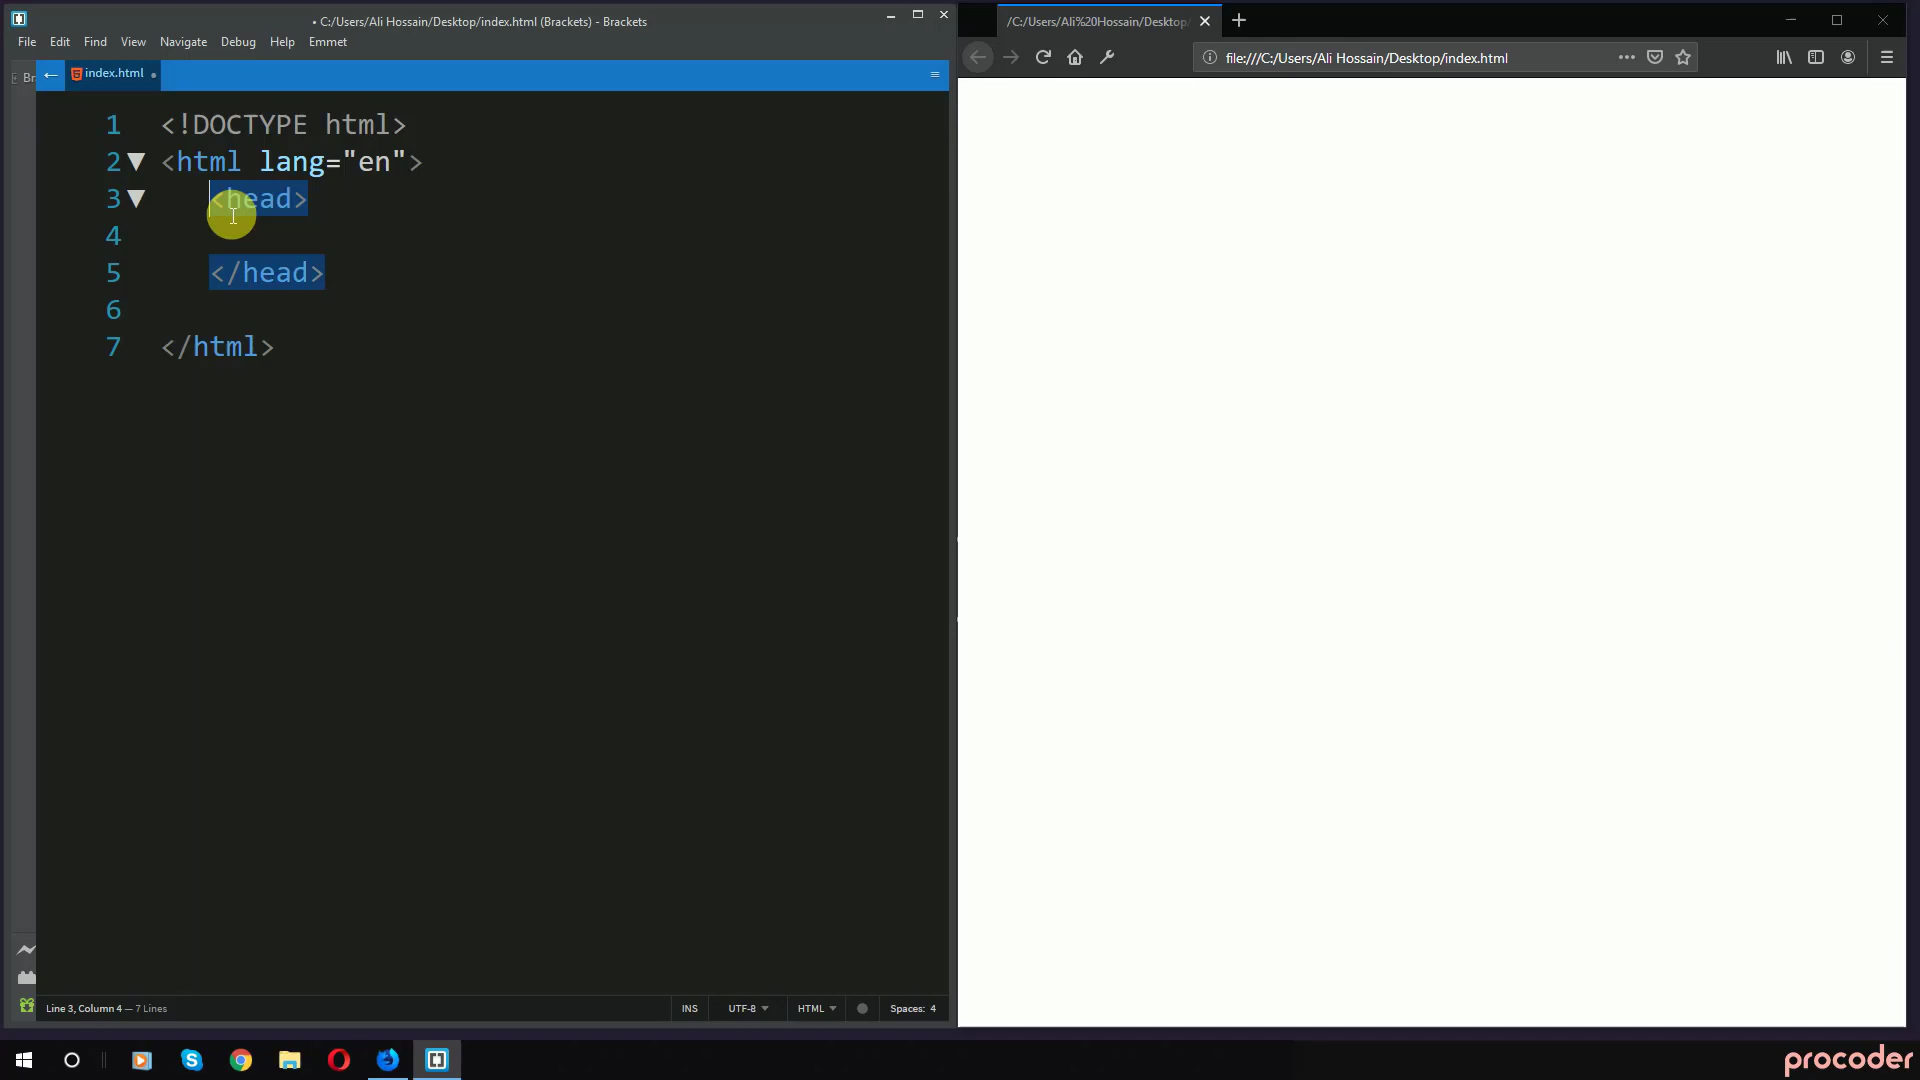 • C:/Users/Ali Hossain/Desktop/index.html (Brackets) - Brackets
File Edit Find View Navigate Debug Help Emmet
Br
index.html •
1 <!DOCTYPE html>
2 <html lang="en">
3 <head>
4
5 </head>
6
7 </html>
Line 3, Column 4 — 7 Lines
INS UTF-8 HTML Spaces: 4
/C:/Users/Ali%20Hossain/Desktop/
file:///C:/Users/Ali Hossain/Desktop/index.html
procoder